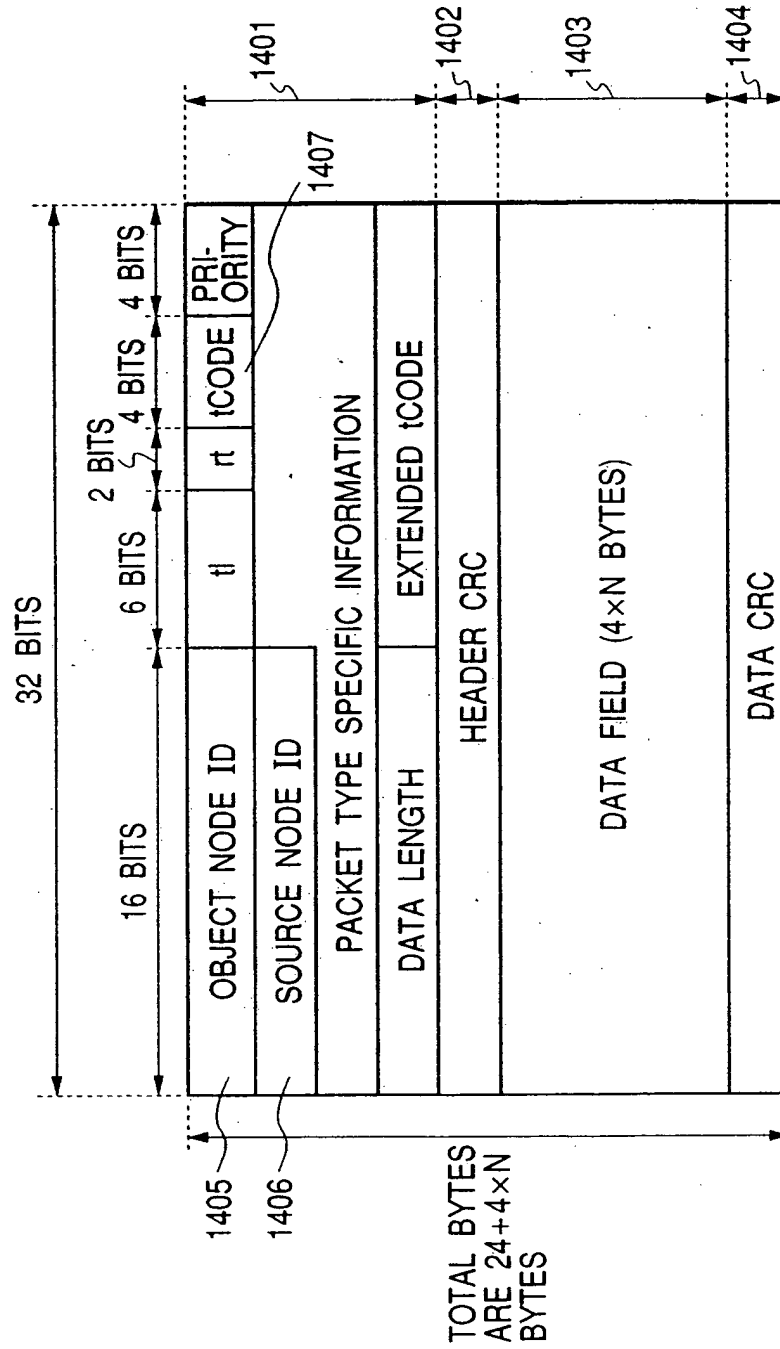 32 BITS
16 BITS
6 BITS
2 BITS
4 BITS
4 BITS
OBJECT NODE ID
tl
rt
tCODE
PRI-
ORITY
SOURCE NODE ID
PACKET TYPE SPECIFIC INFORMATION
DATA LENGTH
EXTENDED tCODE
HEADER CRC
DATA FIELD (4×N BYTES)
DATA CRC
1405
1406
TOTAL BYTES
ARE 24+4×N
BYTES
1401
1407
1402
1403
1404